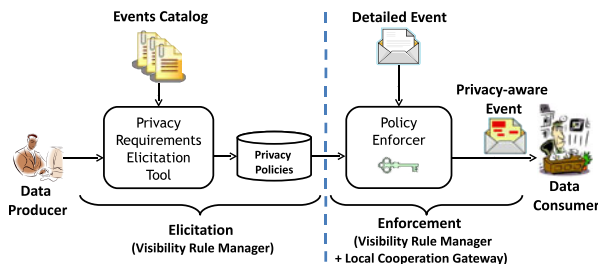 Events Catalog
Detailed Event
Privacy-aware
Event
Privacy
Requirements
Elicitation
Tool
Privacy
Policies
Policy
Enforcer
Data
Producer
Data
Consumer
Elicitation
(Visibility Rule Manager)
Enforcement
(Visibility Rule Manager
+ Local Cooperation Gateway)